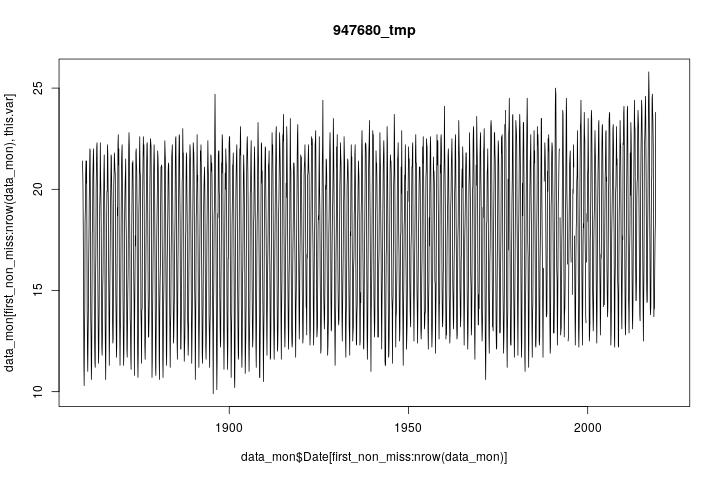 947680_tmp
data_mon[first_non_miss:nrow(data_mon), this.var]
25
20
15
10
1900
1950
2000
data_mon$Date[first_non_miss:nrow(data_mon)]